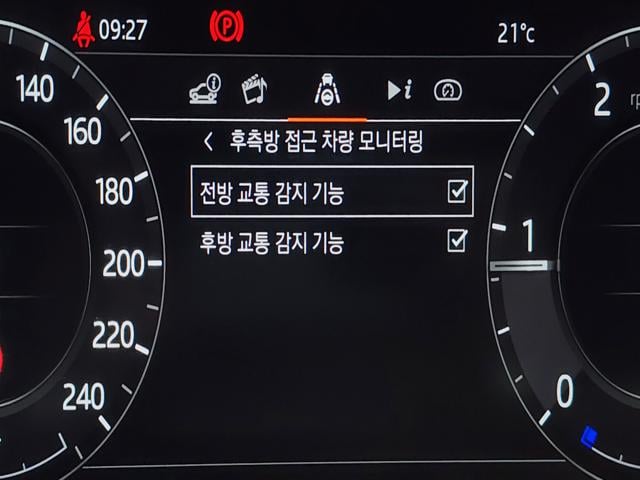 09:27
P
21°c
i
i
140
160
180
200
220
240
2
rp
1
0
후측방 접근 차량 모니터링
전방 교통 감지 기능
후방 교통 감지 기능